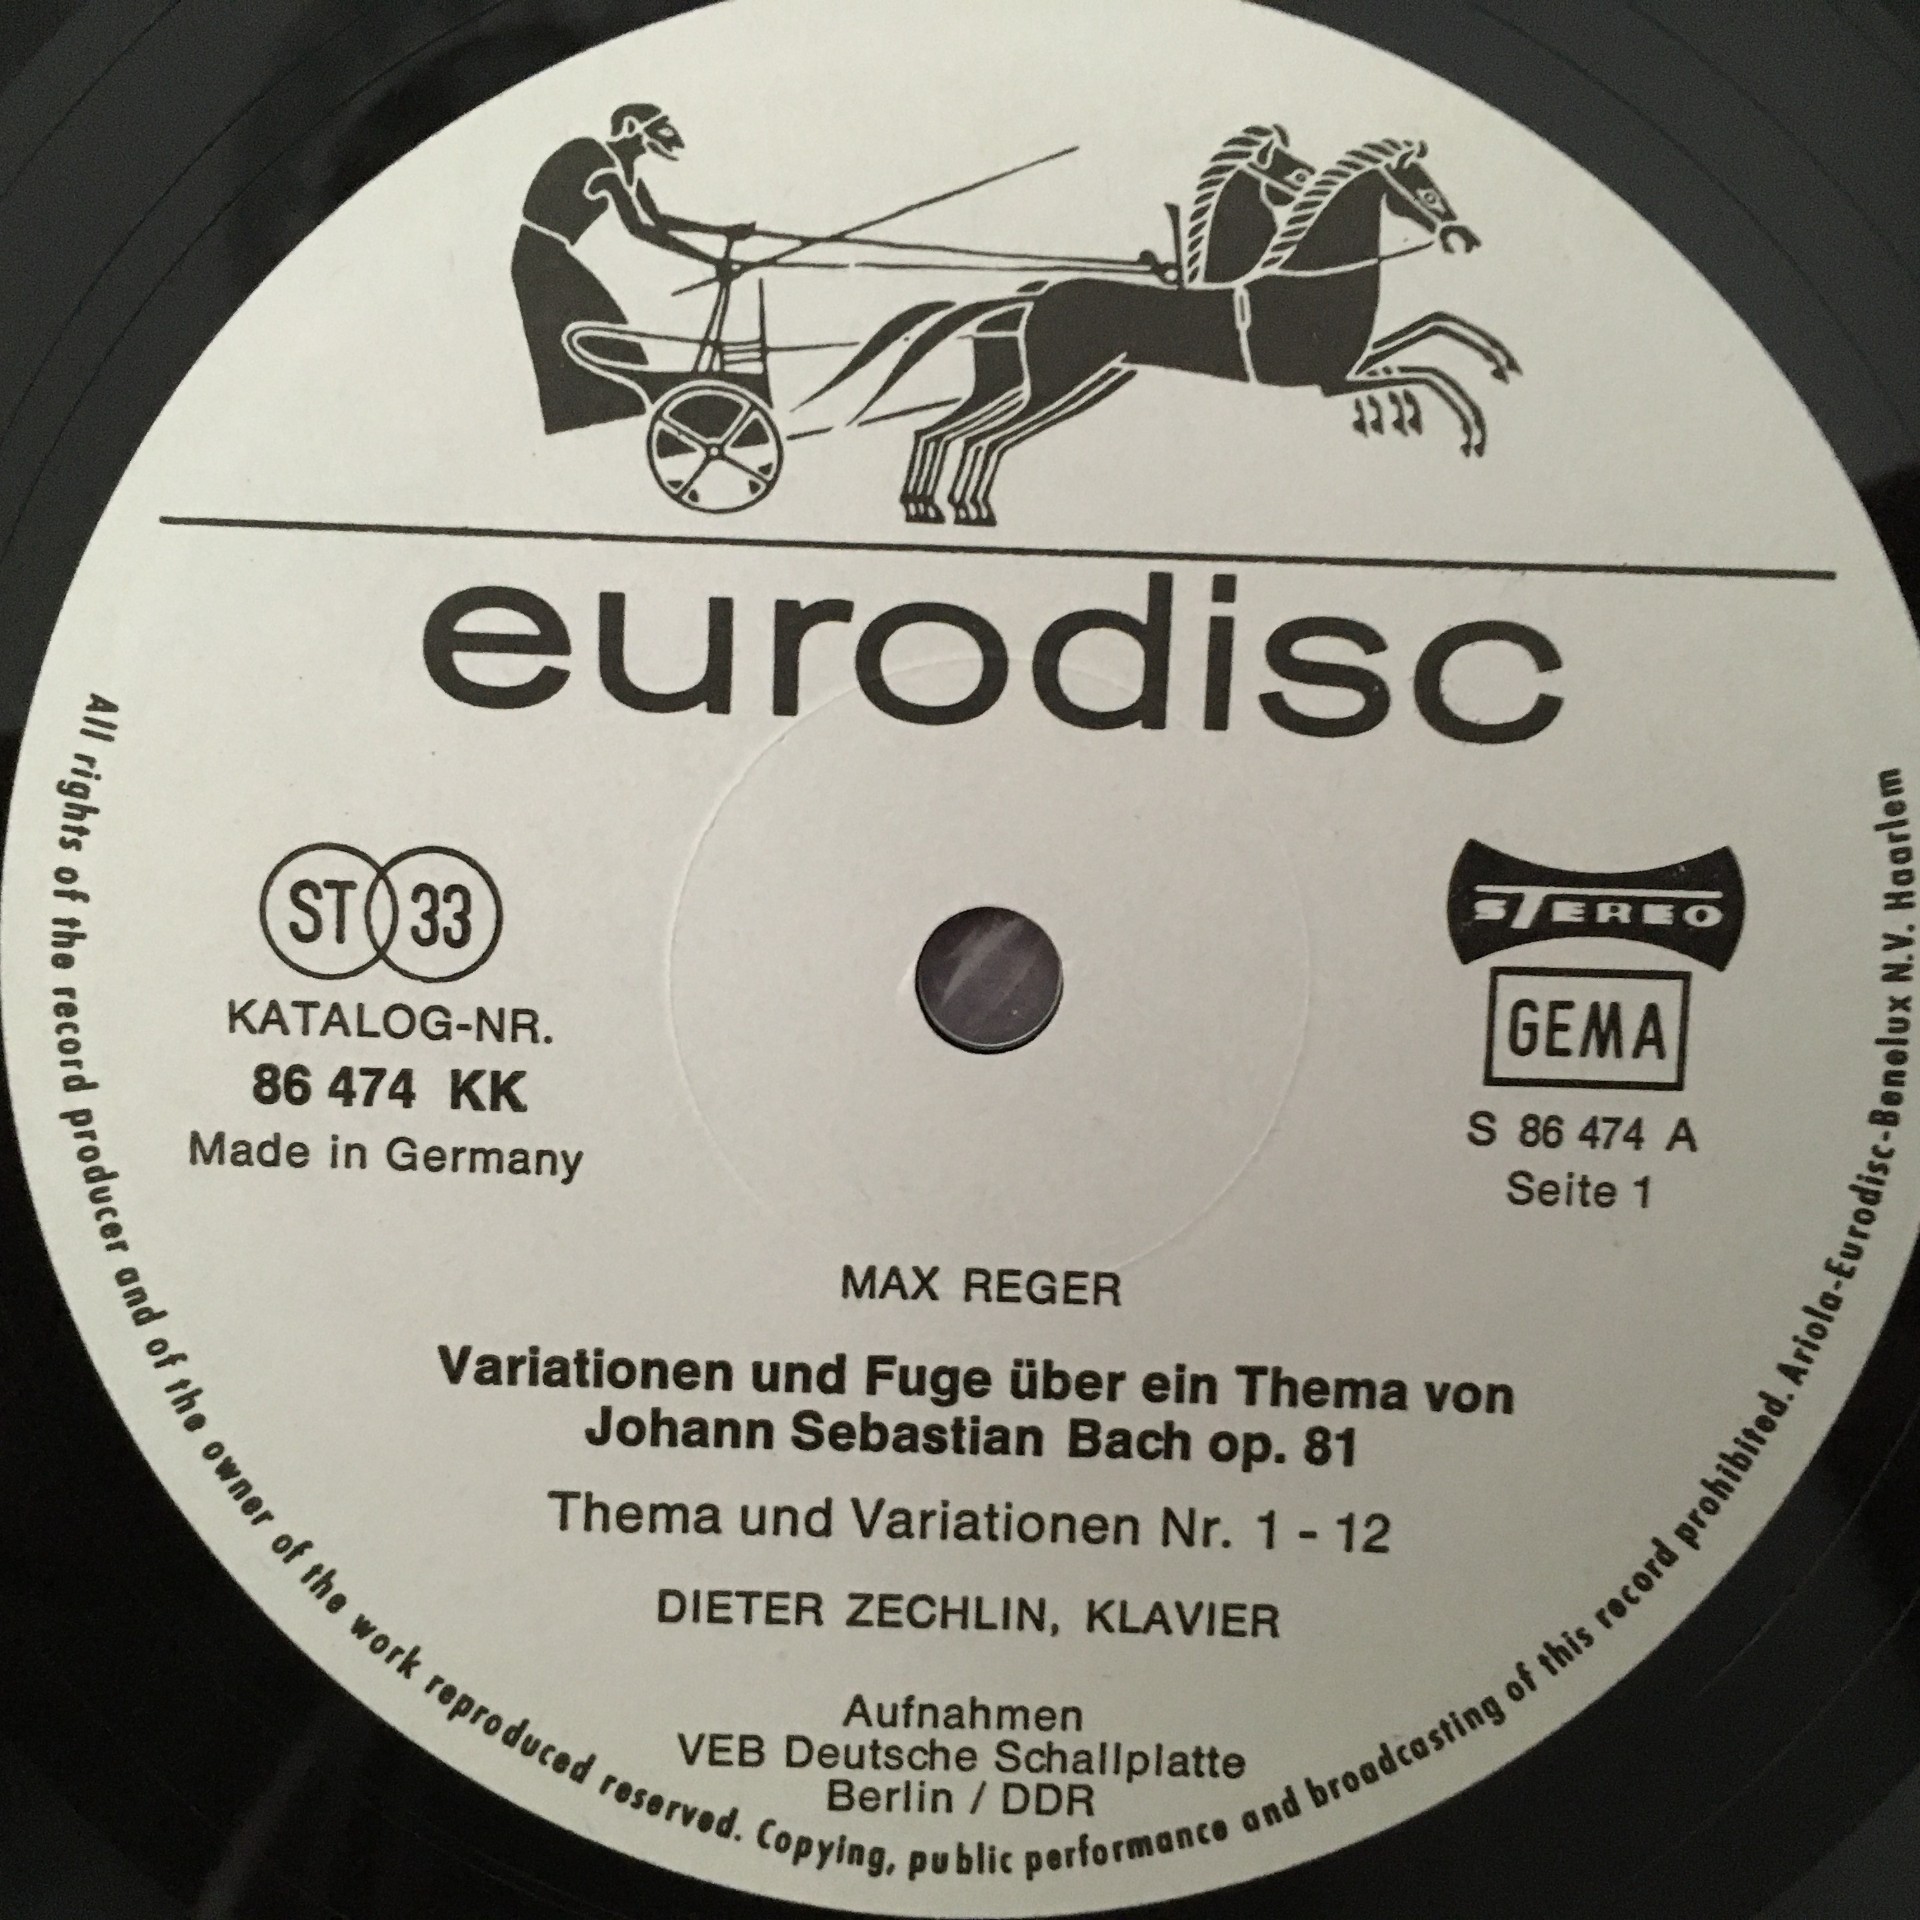 eurodisc
ST 33
KATALOG-NR.
86 474 KK
Made in Germany
STEREO
GEMA
S 86 474 A
Seite 1
MAX REGER
Variationen und Fuge über ein Thema von
Johann Sebastian Bach op. 81
Thema und Variationen Nr. 1 - 12
DIETER ZECHLIN, KLAVIER
Aufnahmen
VEB Deutsche Schallplatte
Berlin / DDR
All rights of the record producer and of the owner of the work reproduced reserved. Copying, public performance and broadcasting of this record prohibited. Ariola-Eurodisc-Benelux N.V. Haarlem